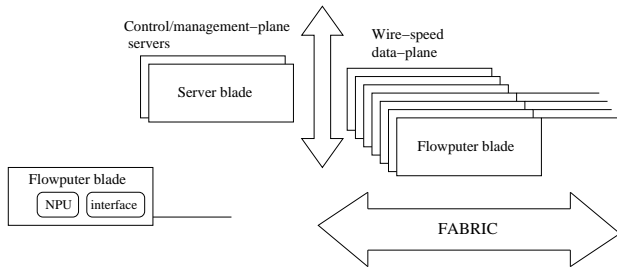 Control/management−plane
servers
Wire−speed
data−plane
Server blade
Flowputer blade
Flowputer blade
NPU
interface
FABRIC